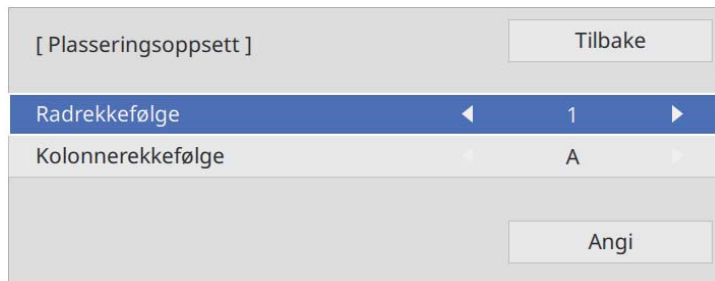 [ Plasseringsoppsett ]
Tilbake
Radrekkefølge 1
Kolonnerekkefølge A
Angi